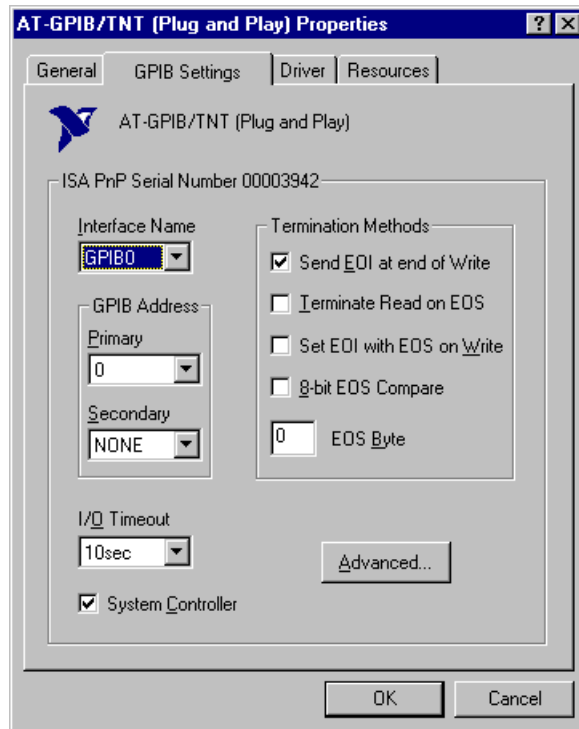 AT-GPIB/TNT (Plug and Play) Properties
General
GPIB Settings
Driver
Resources
AT-GPIB/TNT (Plug and Play)
ISA PnP Serial Number 00003942
Interface Name
GPIB0
GPIB Address
Primary
0
Secondary
NONE
Termination Methods
Send EOI at end of Write
Terminate Read on EOS
Set EOI with EOS on Write
8-bit EOS Compare
0 EOS Byte
I/O Timeout
10sec
System Controller
Advanced...
OK
Cancel